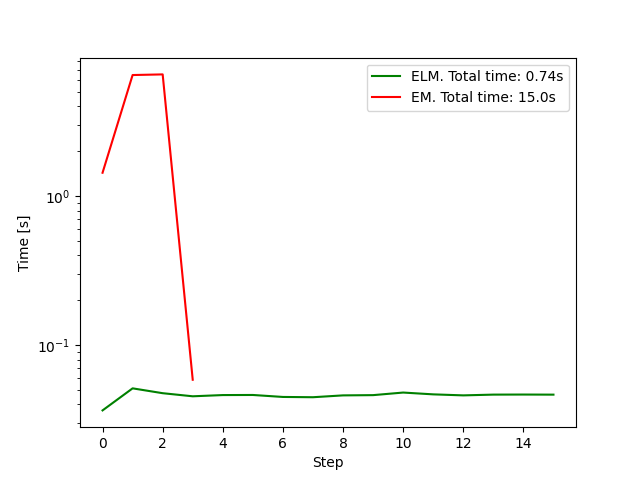 ELM. Total time: 0.74s
EM. Total time: 15.0s
10⁰
10⁻¹
Time [s]
0 2 4 6 8 10 12 14
Step